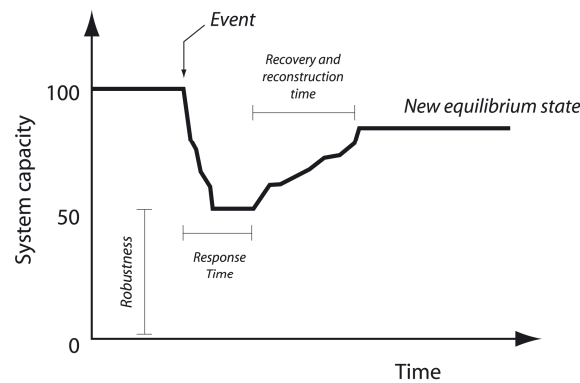 Event
Recovery and
reconstruction
time
100
New equilibrium state
System capacity
50
Response
Time
Robustness
0
Time